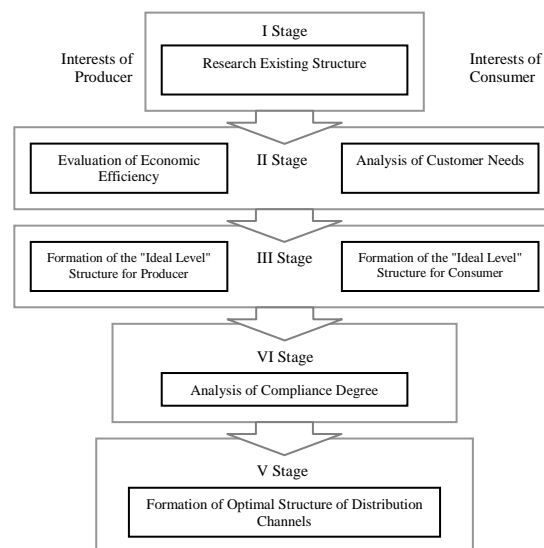 I Stage
Interests of
Producer
Research Existing Structure
Interests of
Consumer
Evaluation of Economic
Efficiency
II Stage
Analysis of Customer Needs
Formation of the "Ideal Level"
Structure for Producer
III Stage
Formation of the "Ideal Level"
Structure for Consumer
VI Stage
Analysis of Compliance Degree
V Stage
Formation of Optimal Structure of Distribution
Channels